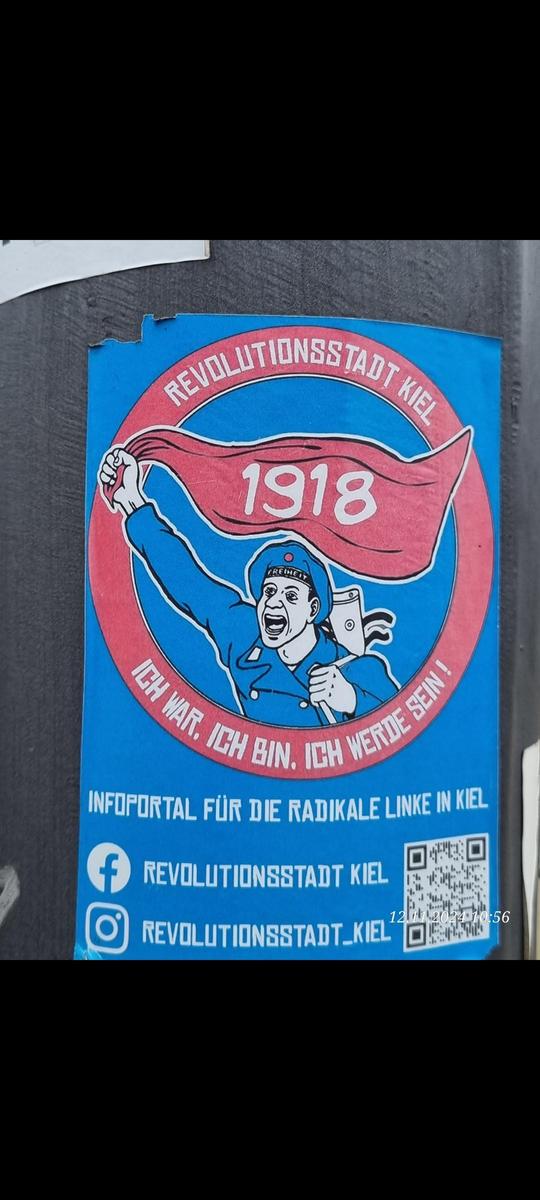 REVOLUTIONSSTADT KIEL
1918
FREIHEIT
ICH WAR, ICH BIN, ICH WERDE SEIN!
INFOPORTAL FÜR DIE RADIKALE LINKE IN KIEL
REVOLUTIONSSTADT KIEL
REVOLUTIONSSTADT_KIEL
12.11.2024 10:56